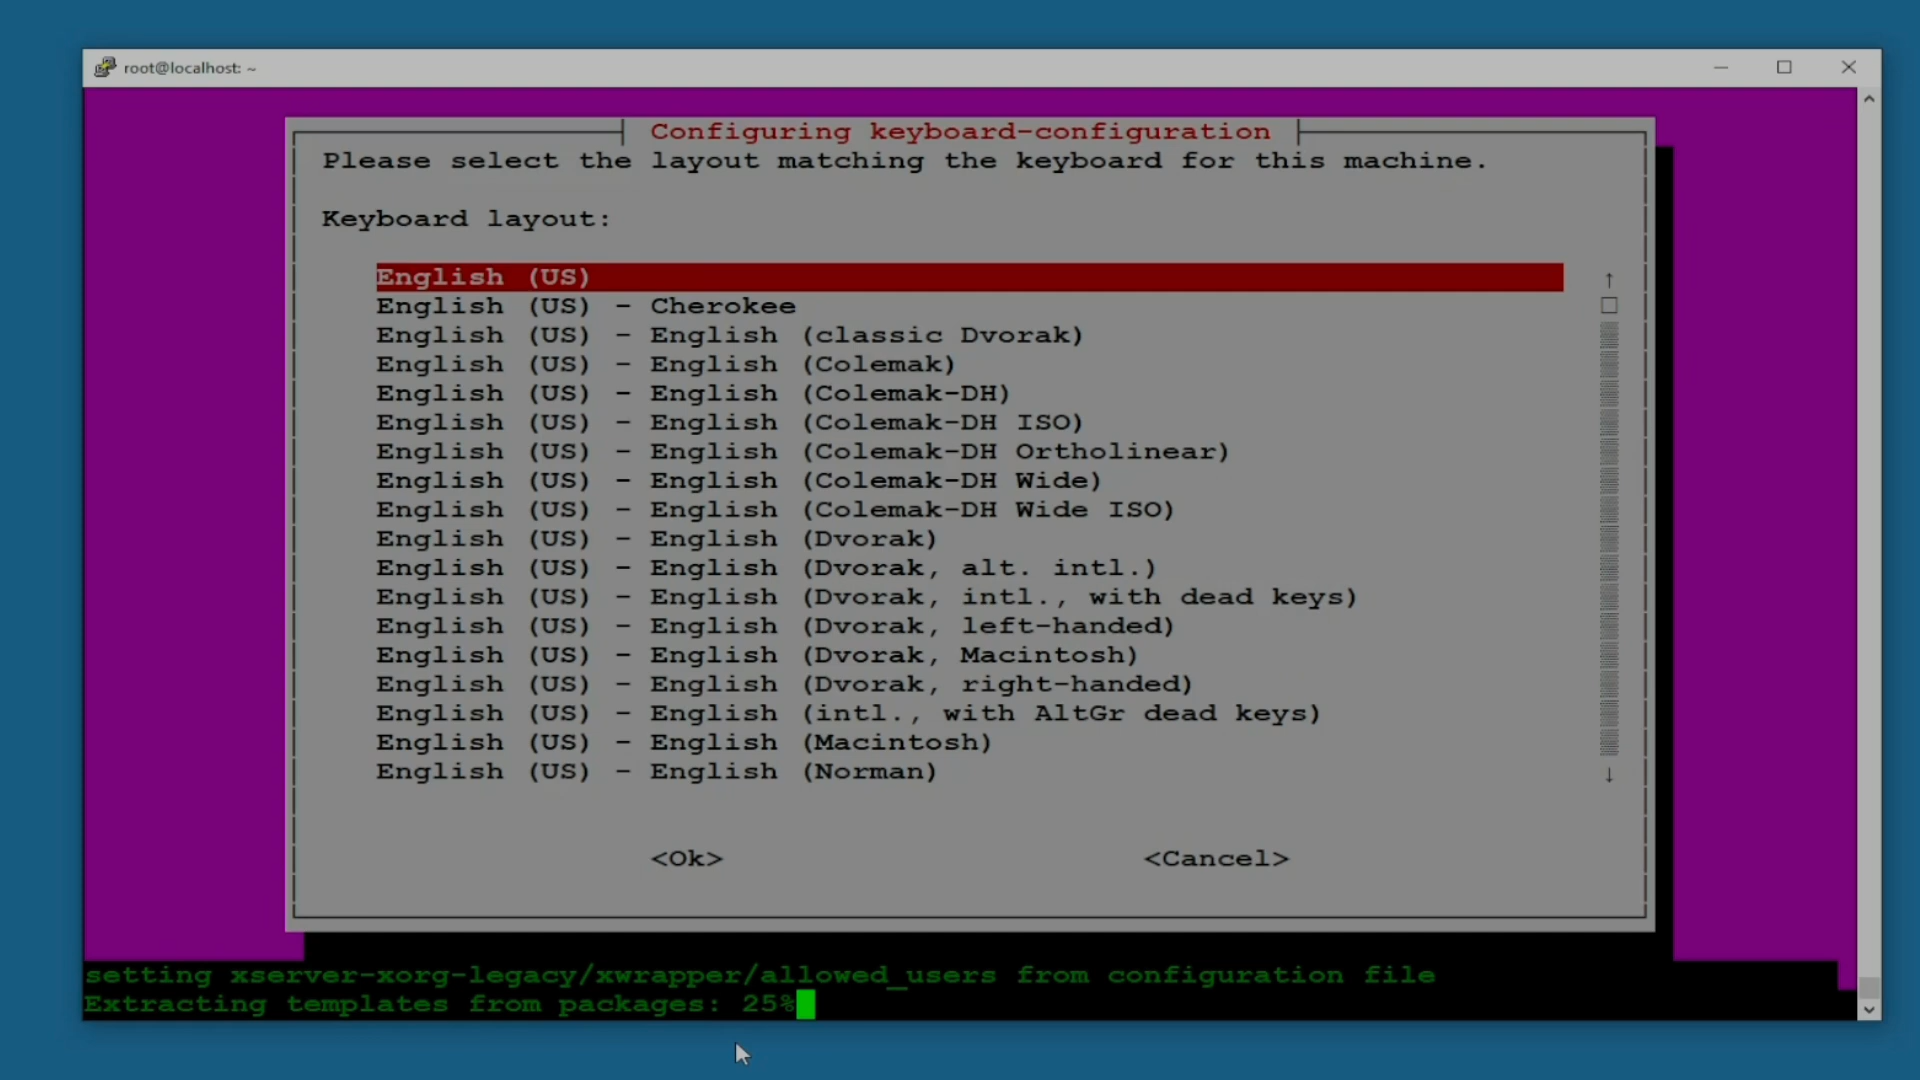 root@localhost: ~
Configuring keyboard-configuration
Please select the layout matching the keyboard for this machine.
Keyboard layout:
English (US)
English (US) - Cherokee
English (US) - English (classic Dvorak)
English (US) - English (Colemak)
English (US) - English (Colemak-DH)
English (US) - English (Colemak-DH ISO)
English (US) - English (Colemak-DH Ortholinear)
English (US) - English (Colemak-DH Wide)
English (US) - English (Colemak-DH Wide ISO)
English (US) - English (Dvorak)
English (US) - English (Dvorak, alt. intl.)
English (US) - English (Dvorak, intl., with dead keys)
English (US) - English (Dvorak, left-handed)
English (US) - English (Dvorak, Macintosh)
English (US) - English (Dvorak, right-handed)
English (US) - English (intl., with AltGr dead keys)
English (US) - English (Macintosh)
English (US) - English (Norman)
<Ok> <Cancel>
setting xserver-xorg-legacy/xwrapper/allowed_users from configuration file
Extracting templates from packages: 25%